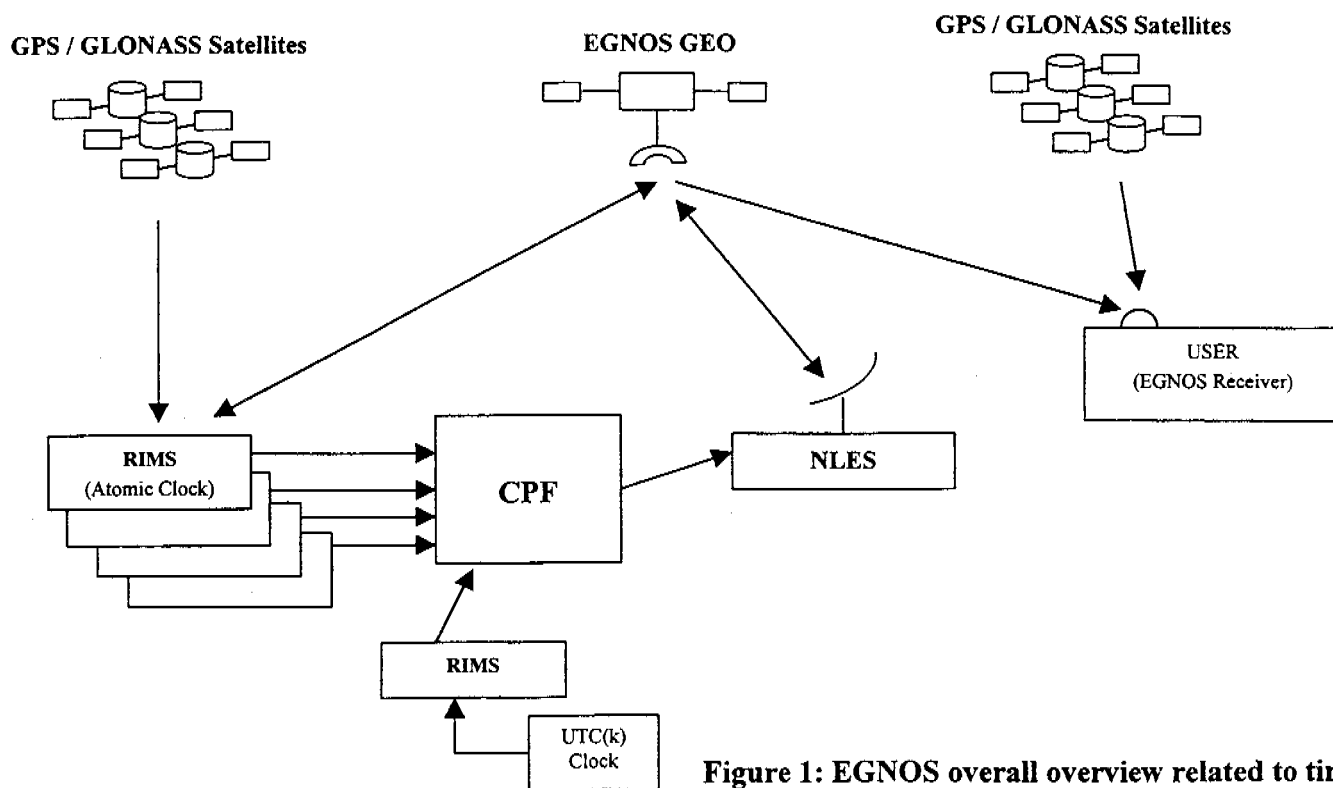 GPS / GLONASS Satellites
EGNOS GEO
GPS / GLONASS Satellites
USER
(EGNOS Receiver)
RIMS
(Atomic Clock)
CPF
NLES
RIMS
UTC(k)
Clock
Figure 1: EGNOS overall overview related to